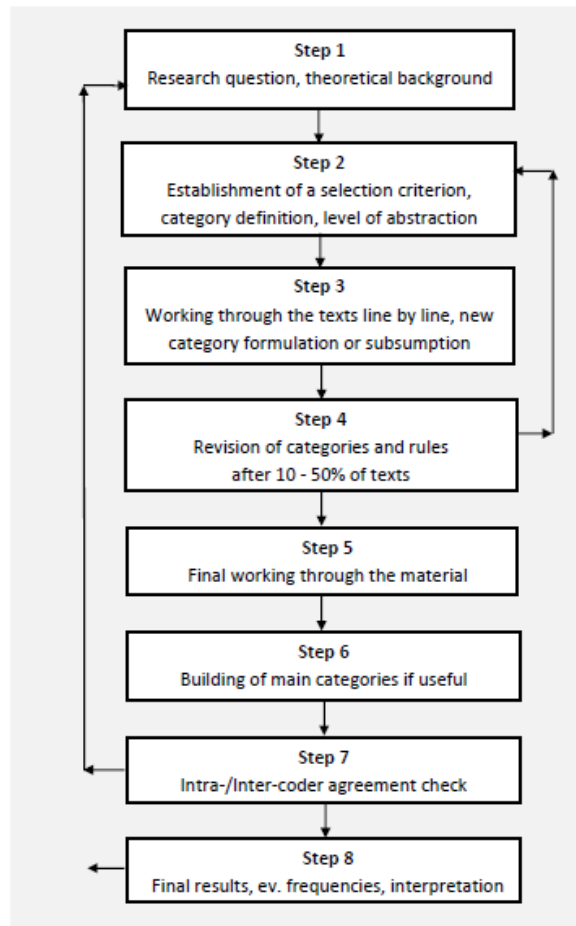 Step 1
Research question, theoretical background
Step 2
Establishment of a selection criterion,
category definition, level of abstraction
Step 3
Working through the texts line by line, new
category formulation or subsumption
Step 4
Revision of categories and rules
after 10 - 50% of texts
Step 5
Final working through the material
Step 6
Building of main categories if useful
Step 7
Intra-/Inter-coder agreement check
Step 8
Final results, ev. frequencies, interpretation